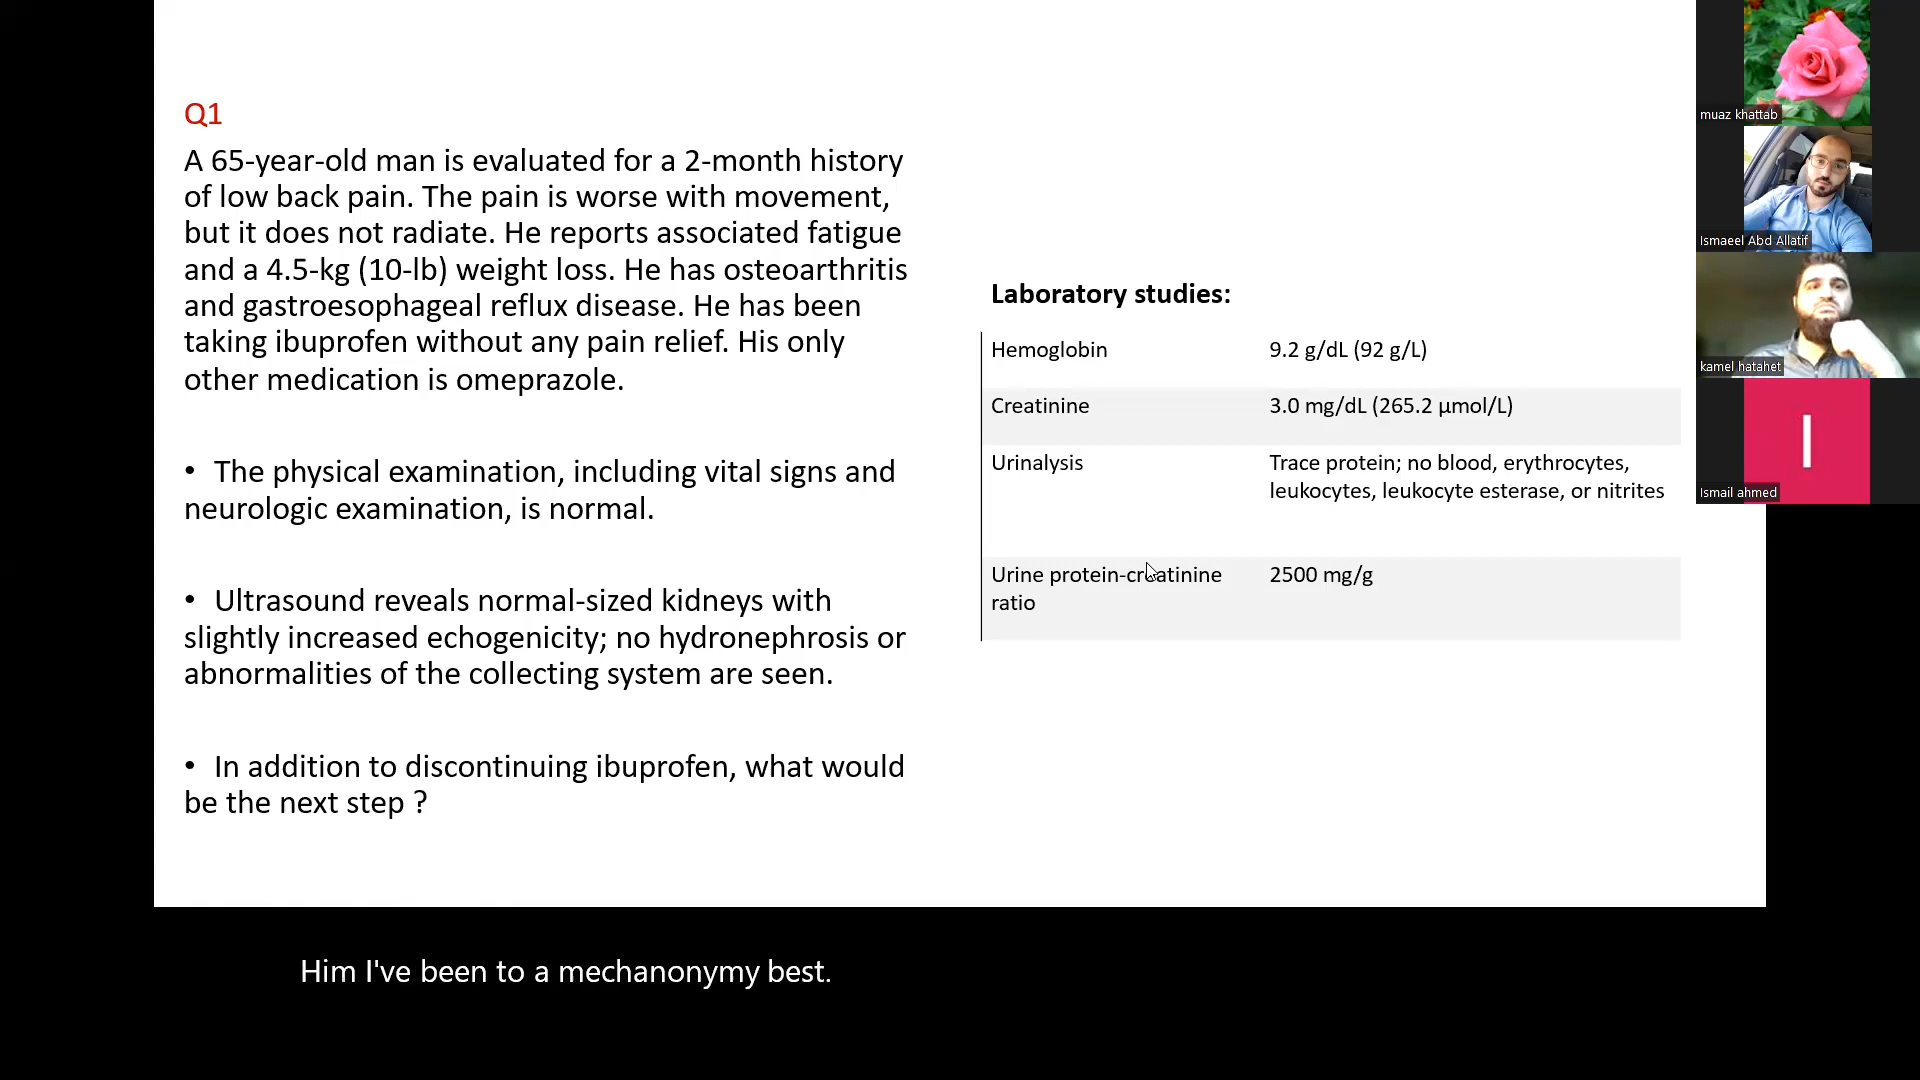 Q1
A 65-year-old man is evaluated for a 2-month history
of low back pain. The pain is worse with movement,
but it does not radiate. He reports associated fatigue
and a 4.5-kg (10-lb) weight loss. He has osteoarthritis
and gastroesophageal reflux disease. He has been
taking ibuprofen without any pain relief. His only
other medication is omeprazole.
• The physical examination, including vital signs and
neurologic examination, is normal.
• Ultrasound reveals normal-sized kidneys with
slightly increased echogenicity; no hydronephrosis or
abnormalities of the collecting system are seen.
• In addition to discontinuing ibuprofen, what would
be the next step ?
Laboratory studies:
Hemoglobin 9.2 g/dL (92 g/L)
Creatinine 3.0 mg/dL (265.2 µmol/L)
Urinalysis Trace protein; no blood, erythrocytes,
leukocytes, leukocyte esterase, or nitrites
Urine protein-creatinine 2500 mg/g
ratio
muaz khattab
Ismaeel Abd Allatif
kamel hatahet
I
Ismail ahmed
Him I've been to a mechanonymy best.